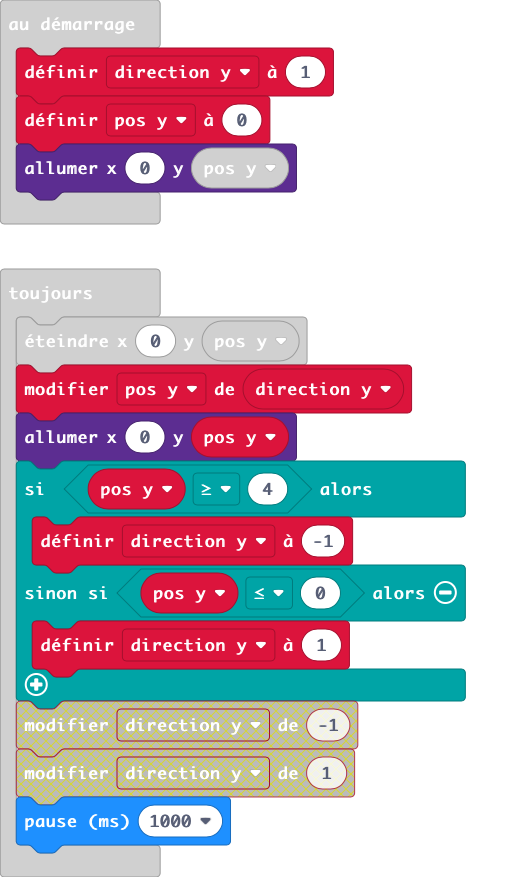 au démarrage
définir direction y à 1
définir pos y à 0
allumer x 0 y pos y
toujours
éteindre x 0 y pos y
modifier pos y de direction y
allumer x 0 y pos y
si pos y ≥ 4 alors
définir direction y à -1
sinon si pos y ≤ 0 alors
définir direction y à 1
modifier direction y de -1
modifier direction y de 1
pause (ms) 1000